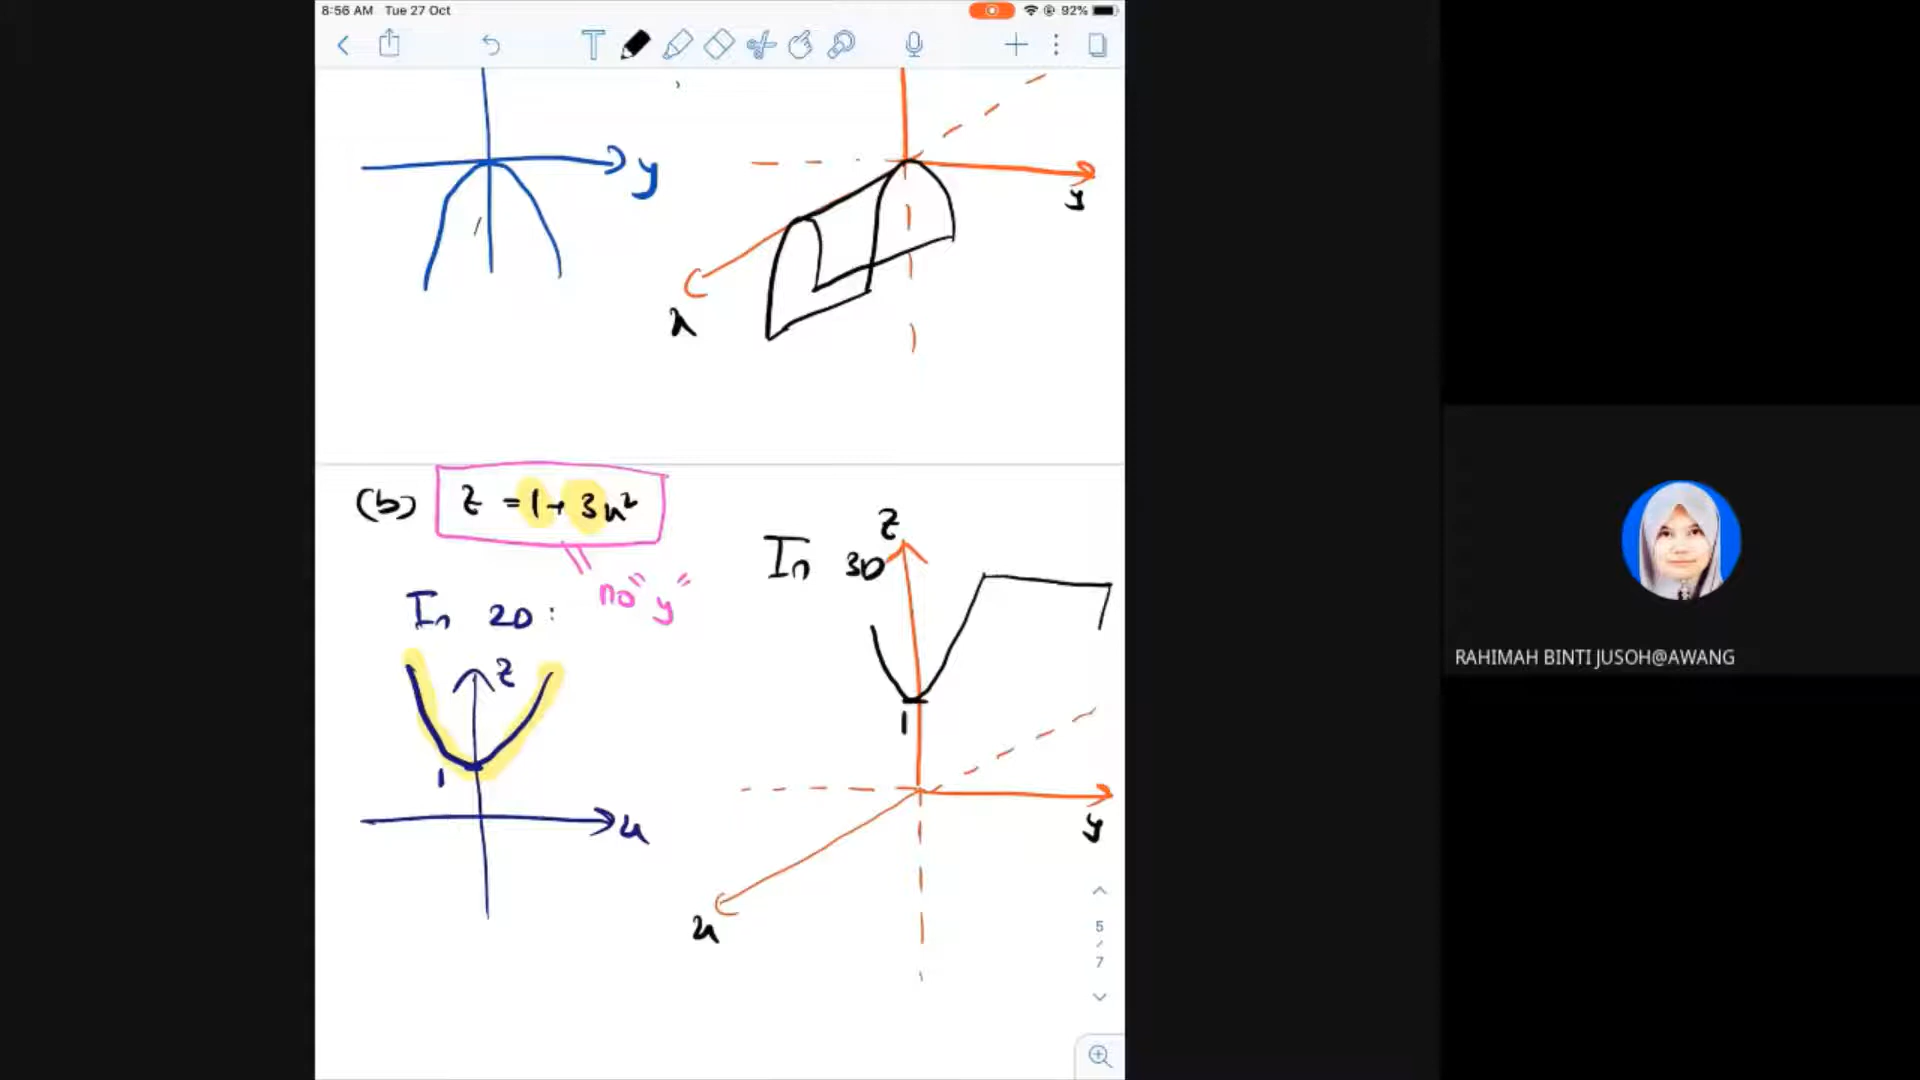 8:56 AM Tue 27 Oct 92%
T
y
y
x
(b) z = 1 + 3x²
no "y"
In 2D :
z
1
x
In 3D
z
1
y
x
5
/
7
RAHIMAH BINTI JUSOH@AWANG